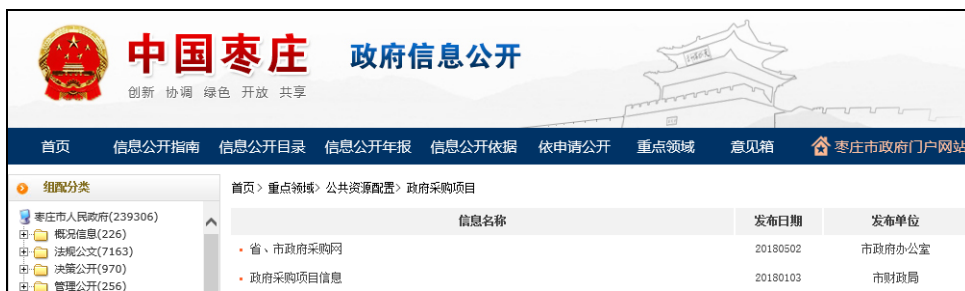 中国枣庄
政府信息公开
创新 协调 绿色 开放 共享
首页 信息公开指南 信息公开目录 信息公开年报 信息公开依据 依申请公开 重点领域 意见箱 枣庄市政府门户网站
组配分类
首页> 重点领域> 公共资源配置> 政府采购项目
枣庄市人民政府(239306)
概况信息(226)
法规公文(7163)
决策公开(970)
管理公开(256)
信息名称 发布日期 发布单位
省、市政府采购网 20180502 市政府办公室
政府采购项目信息 20180103 市财政局